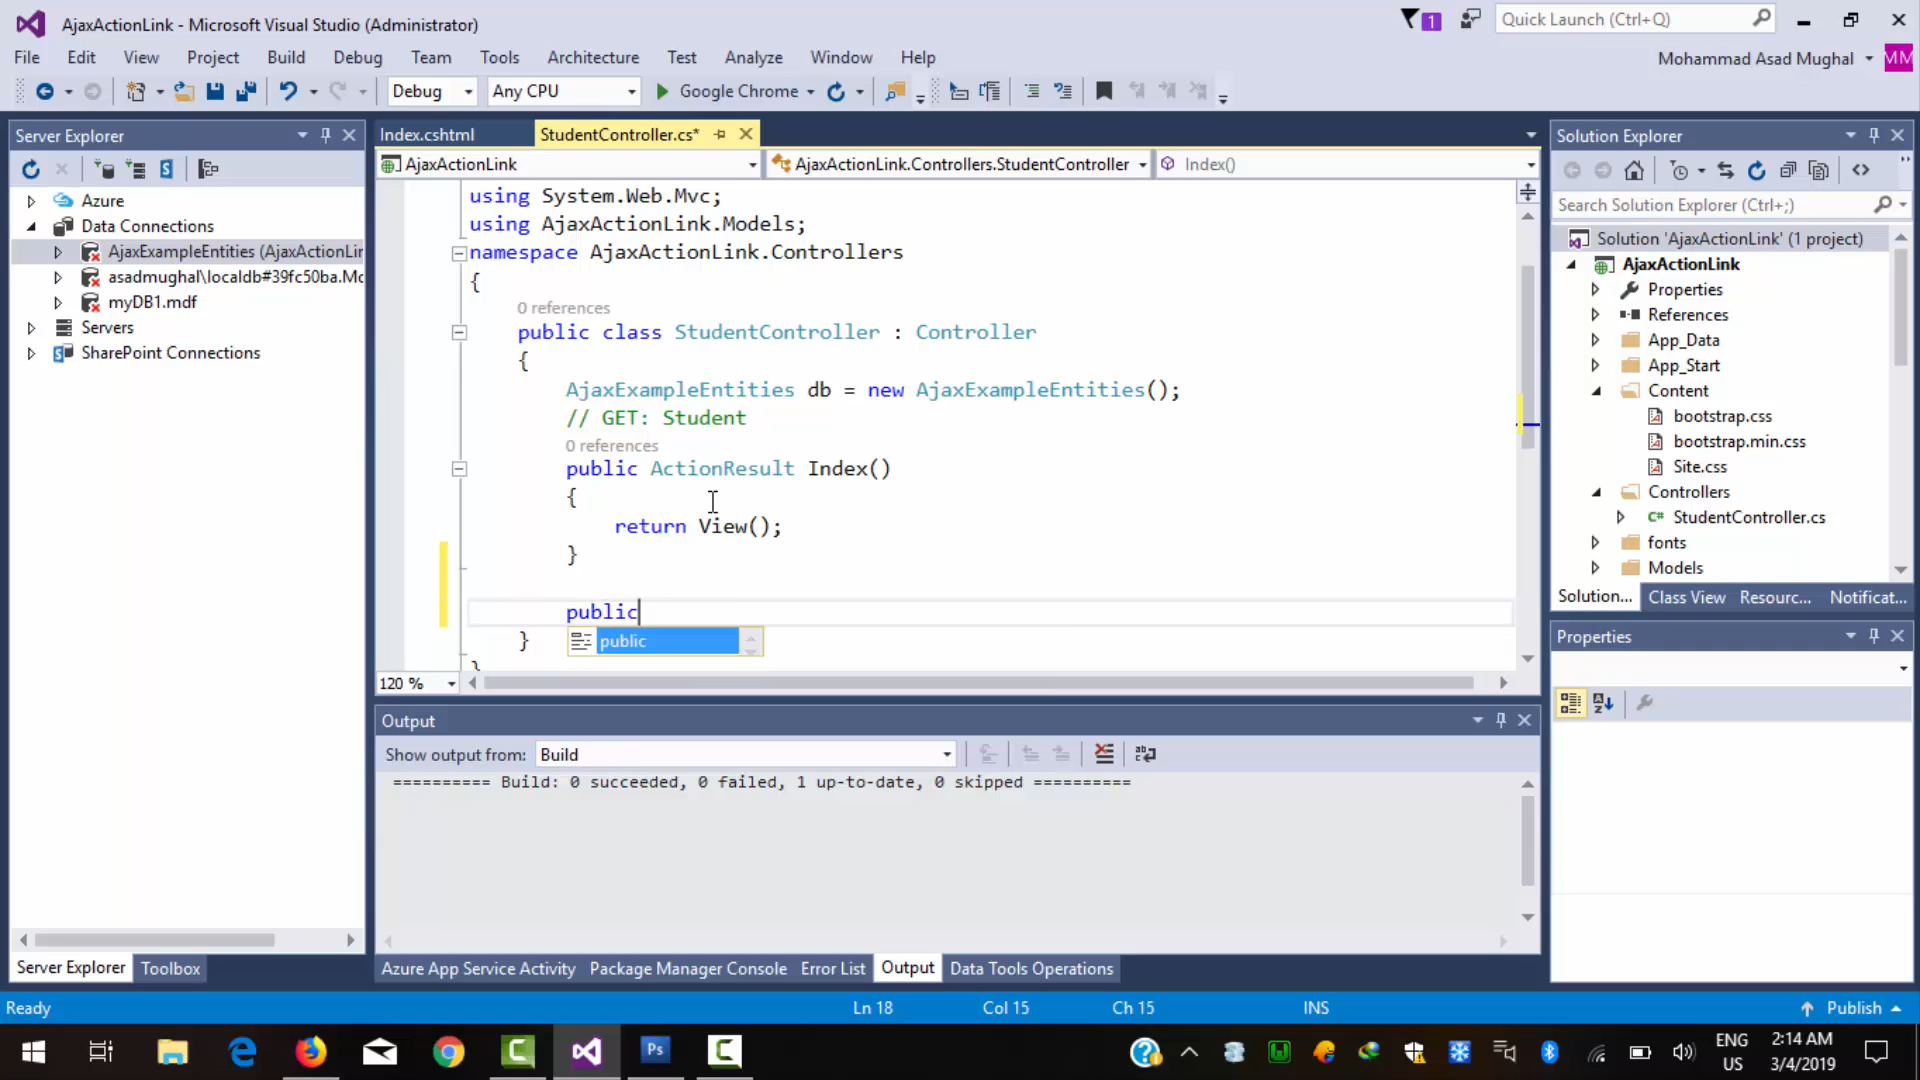 AjaxActionLink - Microsoft Visual Studio (Administrator)
1
Quick Launch (Ctrl+Q)
File Edit View Project Build Debug Team Tools Architecture Test Analyze Window Help
Mohammad Asad Mughal
MM
Debug
Any CPU
Google Chrome
Server Explorer
Azure
Data Connections
AjaxExampleEntities (AjaxActionLin
asadmughal\localdb#39fc50ba.Mc
myDB1.mdf
Servers
SharePoint Connections
Server Explorer
Toolbox
Index.cshtml
StudentController.cs*
AjaxActionLink
AjaxActionLink.Controllers.StudentController
Index()
using System.Web.Mvc;
using AjaxActionLink.Models;
namespace AjaxActionLink.Controllers
{
0 references
public class StudentController : Controller
{
AjaxExampleEntities db = new AjaxExampleEntities();
// GET: Student
0 references
public ActionResult Index()
{
return View();
}
public
public
}
}
120 %
Output
Show output from: Build
========== Build: 0 succeeded, 0 failed, 1 up-to-date, 0 skipped ==========
Azure App Service Activity
Package Manager Console
Error List
Output
Data Tools Operations
Solution Explorer
Search Solution Explorer (Ctrl+;)
Solution 'AjaxActionLink' (1 project)
AjaxActionLink
Properties
References
App_Data
App_Start
Content
bootstrap.css
bootstrap.min.css
Site.css
Controllers
C# StudentController.cs
fonts
Models
Solution...
Class View
Resourc...
Notificat...
Properties
Ready
Ln 18
Col 15
Ch 15
INS
Publish
Ps
ENG
US
2:14 AM
3/4/2019